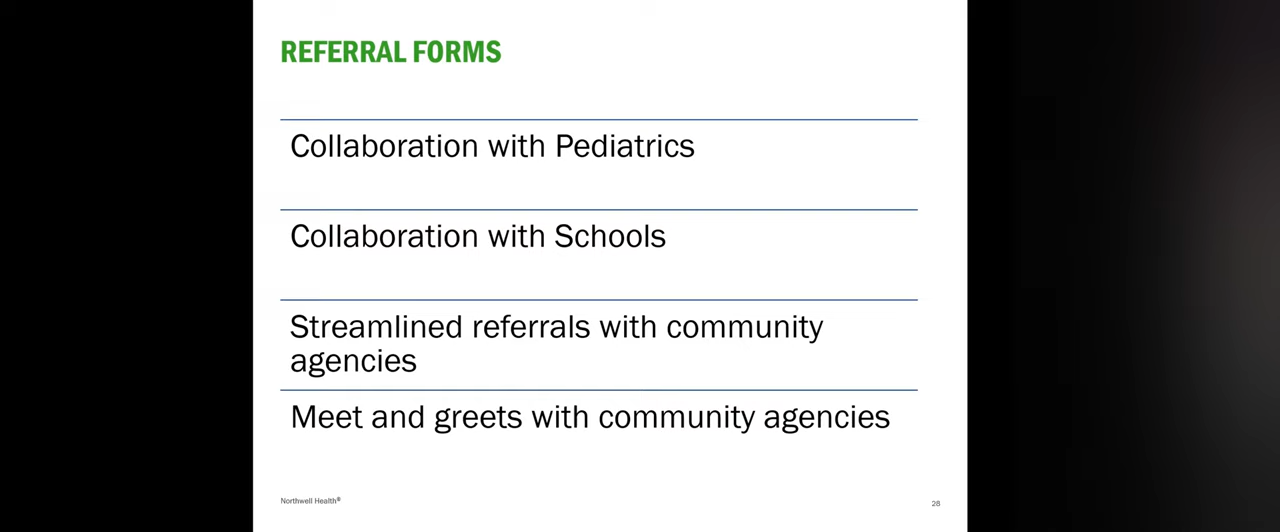 REFERRAL FORMS
Collaboration with Pediatrics
Collaboration with Schools
Streamlined referrals with community
agencies
Meet and greets with community agencies
Northwell Health®
28